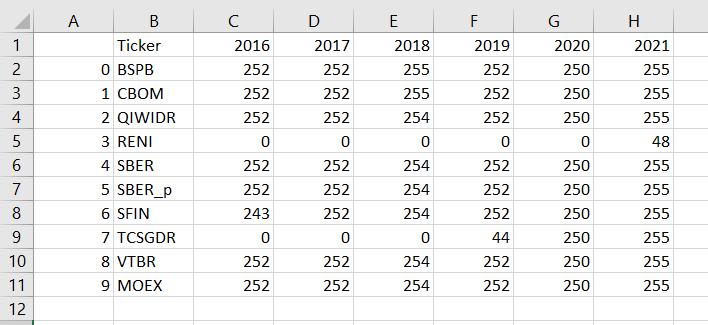 A B C D E F G H
1 Ticker 2016 2017 2018 2019 2020 2021
2 0 BSPB 252 252 255 252 250 255
3 1 CBOM 252 252 255 252 250 255
4 2 QIWIDR 252 252 254 252 250 255
5 3 RENI 0 0 0 0 0 48
6 4 SBER 252 252 254 252 250 255
7 5 SBER_p 252 252 254 252 250 255
8 6 SFIN 243 252 254 252 250 255
9 7 TCSGDR 0 0 0 44 250 255
10 8 VTBR 252 252 254 252 250 255
11 9 MOEX 252 252 254 252 250 255
12